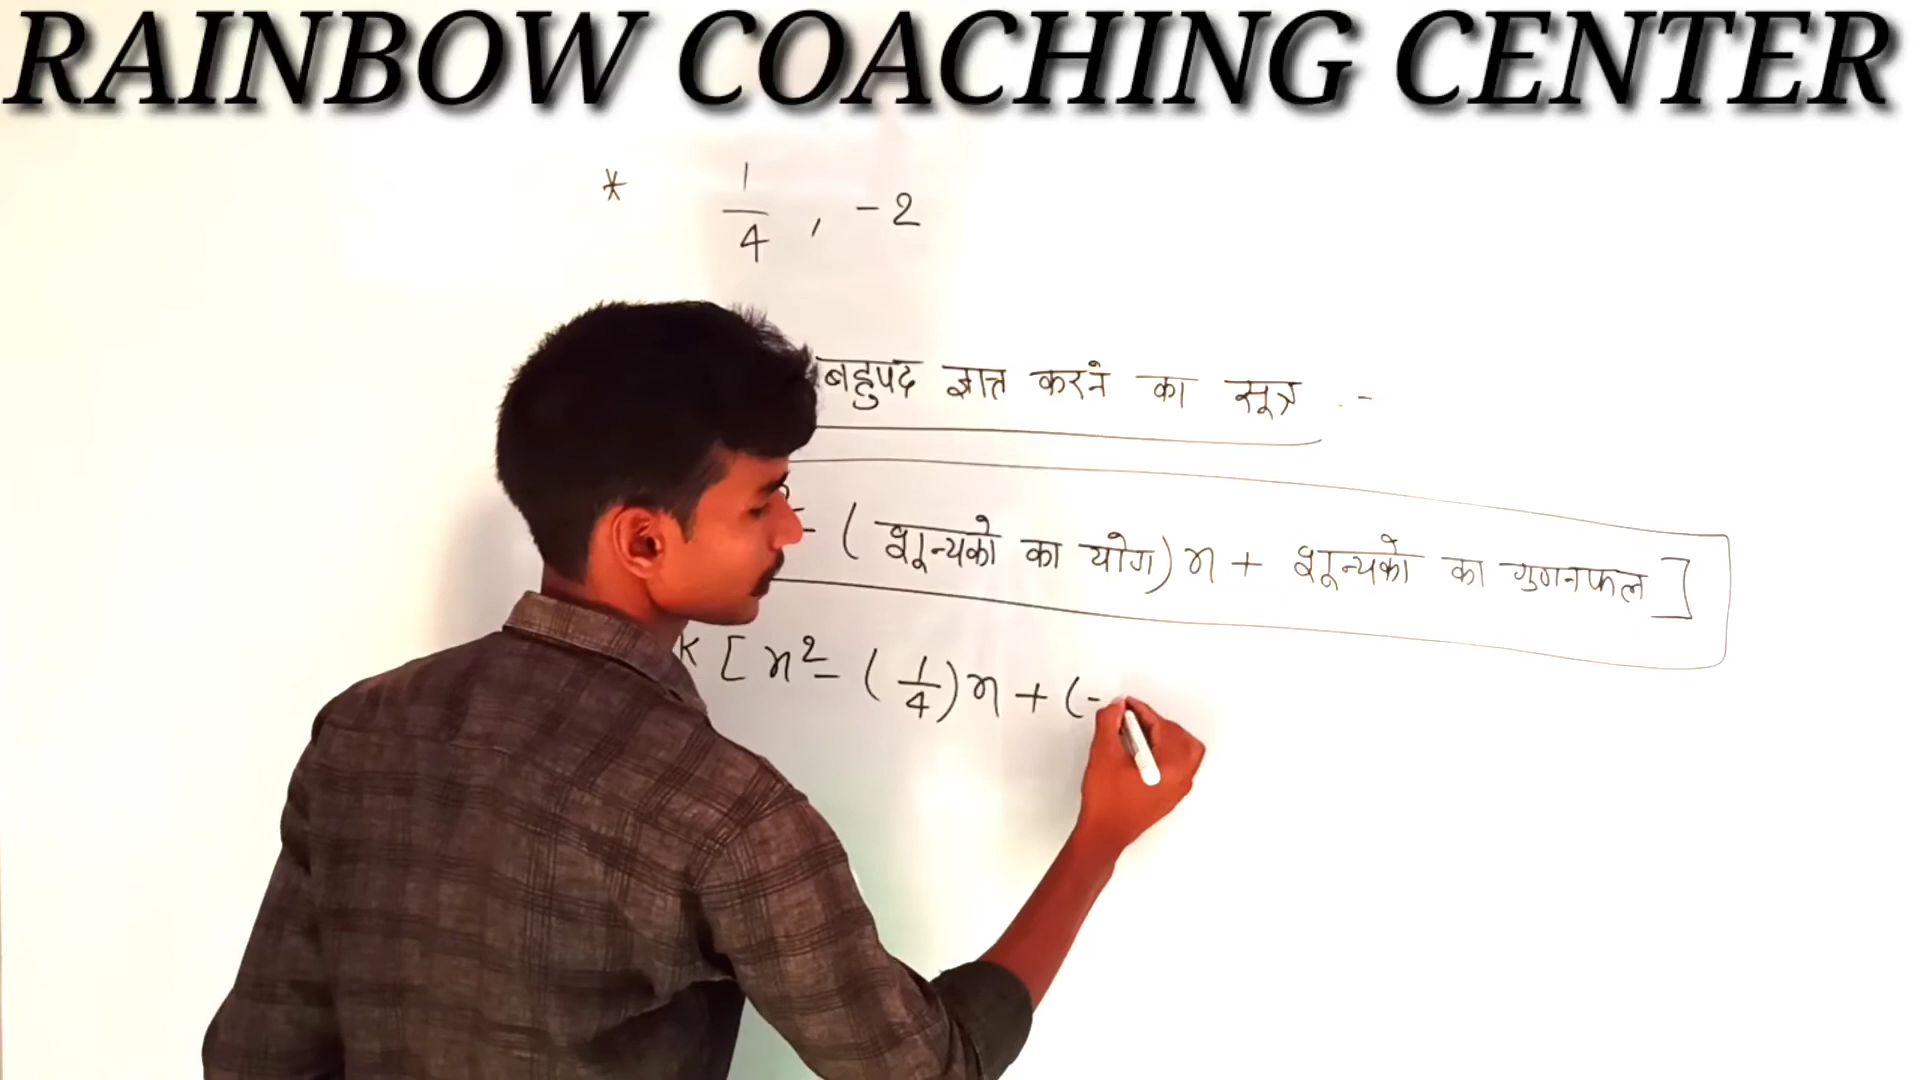 RAINBOW COACHING CENTER
* 1/4 , -2
बहुपद ज्ञात करने का सूत्र :-
- ( शून्यको का योग) x + शून्यको का गुणनफल ]
K [ x² - ( 1/4 ) x + (-